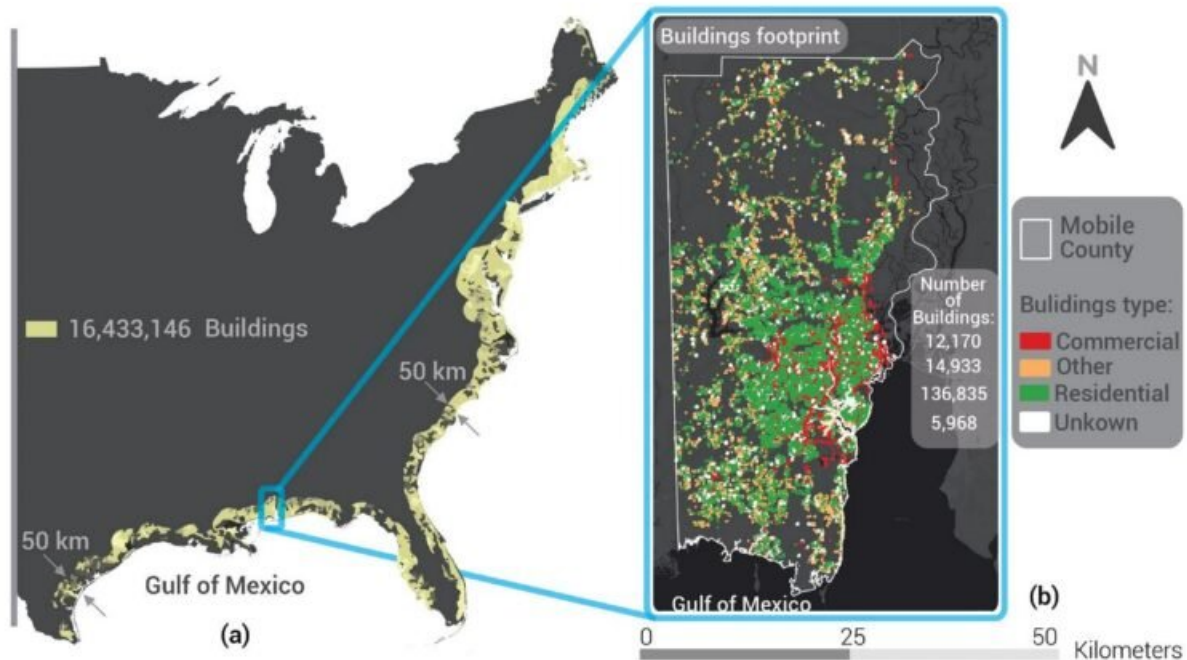 16,433,146 Buildings
50 km
50 km
Gulf of Mexico
(a)
Buildings footprint
Number
of
Buildings:
12,170
14,933
136,835
5,968
Gulf of Mexico
(b)
N
Mobile
County
Bulidings type:
Commercial
Other
Residential
Unkown
0
25
50
Kilometers